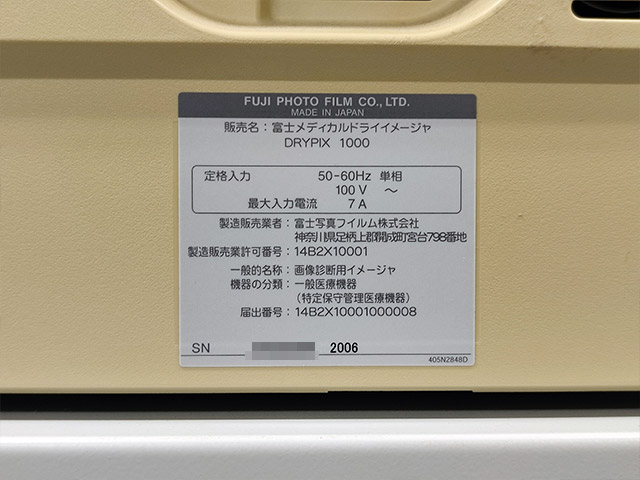 FUJI PHOTO FILM CO., LTD.
MADE IN JAPAN
販売名：富士メディカルドライイメージャ
DRYPIX 1000
定格入力 50-60Hz 単相
100 V ～
最大入力電流 7 A
製造販売業者：富士写真フイルム株式会社
神奈川県足柄上郡開成町宮台798番地
製造販売業許可番号：14B2X10001
一般的名称：画像診断用イメージャ
機器の分類：一般医療機器
（特定保守管理医療機器）
届出番号：14B2X10001000008
SN 2006
405N2848D